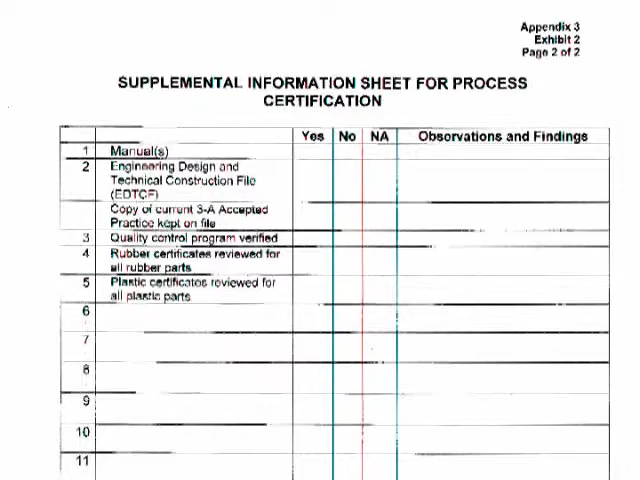 Appendix 3
Exhibit 2
Page 2 of 2
SUPPLEMENTAL INFORMATION SHEET FOR PROCESS
CERTIFICATION
Yes No NA Observations and Findings
1 Manual(s)
2 Engineering Design and
Technical Construction File
(EDTCF)
Copy of current 3-A Accepted
Practice kept on file
3 Quality control program verified
4 Rubber certificates reviewed for
all rubber parts
5 Plastic certificates reviewed for
all plastic parts
6
7
8
9
10
11